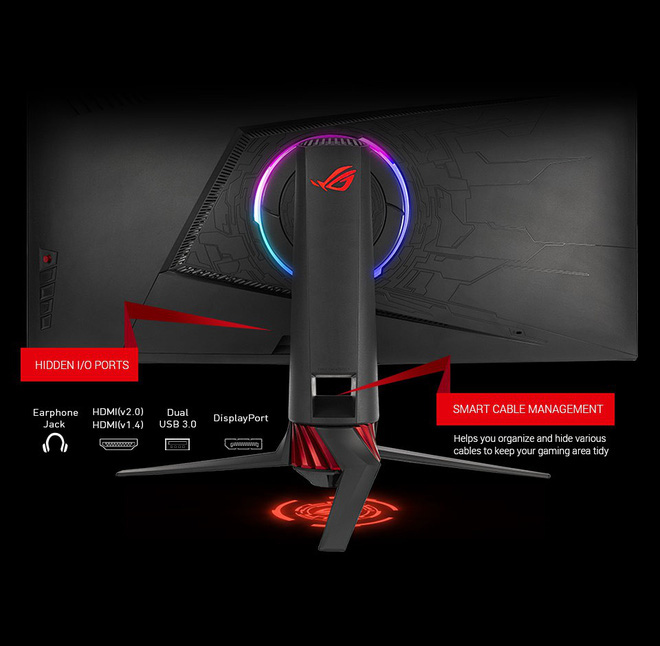 HIDDEN I/O PORTS
Earphone
Jack
HDMI(v2.0)
HDMI(v1.4)
Dual
USB 3.0
DisplayPort
SMART CABLE MANAGEMENT
Helps you organize and hide various
cables to keep your gaming area tidy